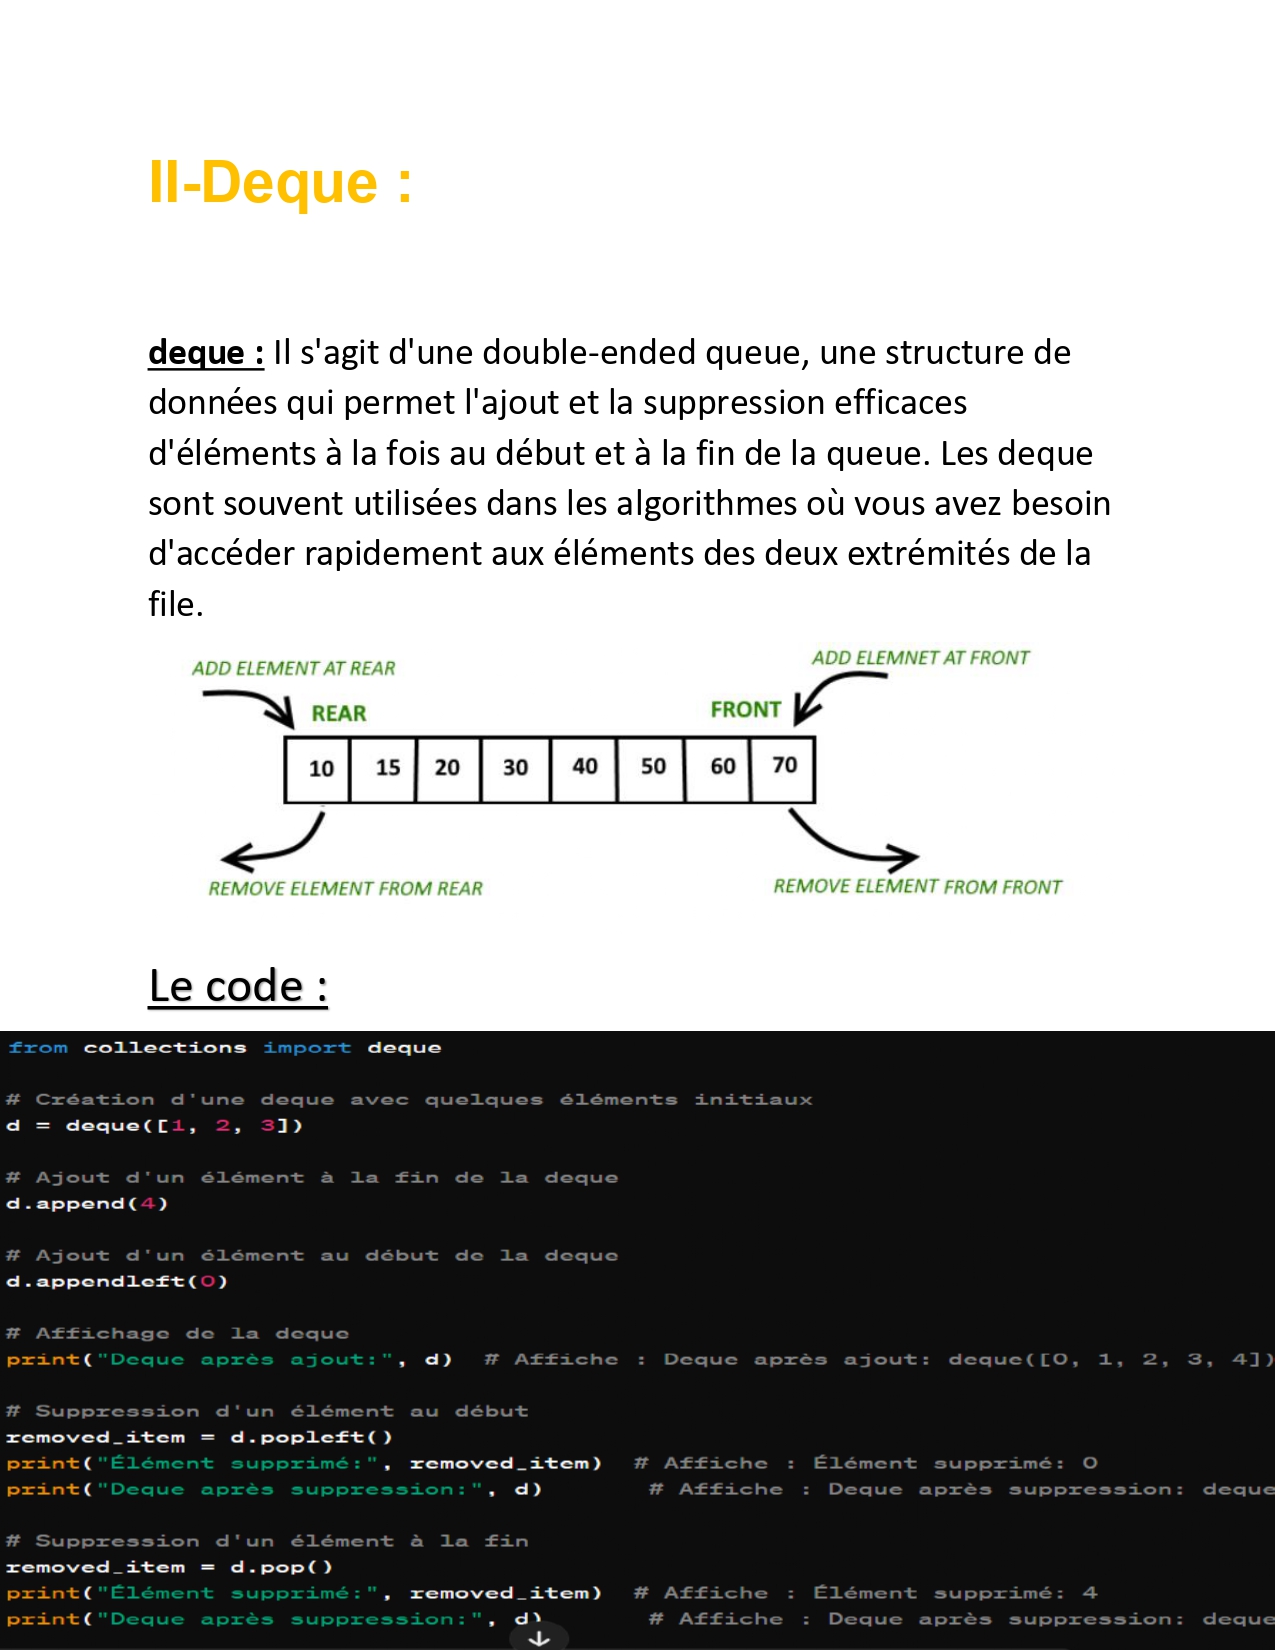 II-Deque :
deque : Il s'agit d'une double-ended queue, une structure de
données qui permet l'ajout et la suppression efficaces
d'éléments à la fois au début et à la fin de la queue. Les deque
sont souvent utilisées dans les algorithmes où vous avez besoin
d'accéder rapidement aux éléments des deux extrémités de la
file.
ADD ELEMENT AT REAR
ADD ELEMNET AT FRONT
REAR
FRONT
10 15 20 30 40 50 60 70
REMOVE ELEMENT FROM REAR
REMOVE ELEMENT FROM FRONT
Le code :
from collections import deque
# Création d'une deque avec quelques éléments initiaux
d = deque([1, 2, 3])
# Ajout d'un élément à la fin de la deque
d.append(4)
# Ajout d'un élément au début de la deque
d.appendleft(0)
# Affichage de la deque
print("Deque après ajout:", d)  # Affiche : Deque après ajout: deque([0, 1, 2, 3, 4])
# Suppression d'un élément au début
removed_item = d.popleft()
print("Élément supprimé:", removed_item)  # Affiche : Élément supprimé: 0
print("Deque après suppression:", d)       # Affiche : Deque après suppression: deque
# Suppression d'un élément à la fin
removed_item = d.pop()
print("Élément supprimé:", removed_item)  # Affiche : Élément supprimé: 4
print("Deque après suppression:", d)       # Affiche : Deque après suppression: deque